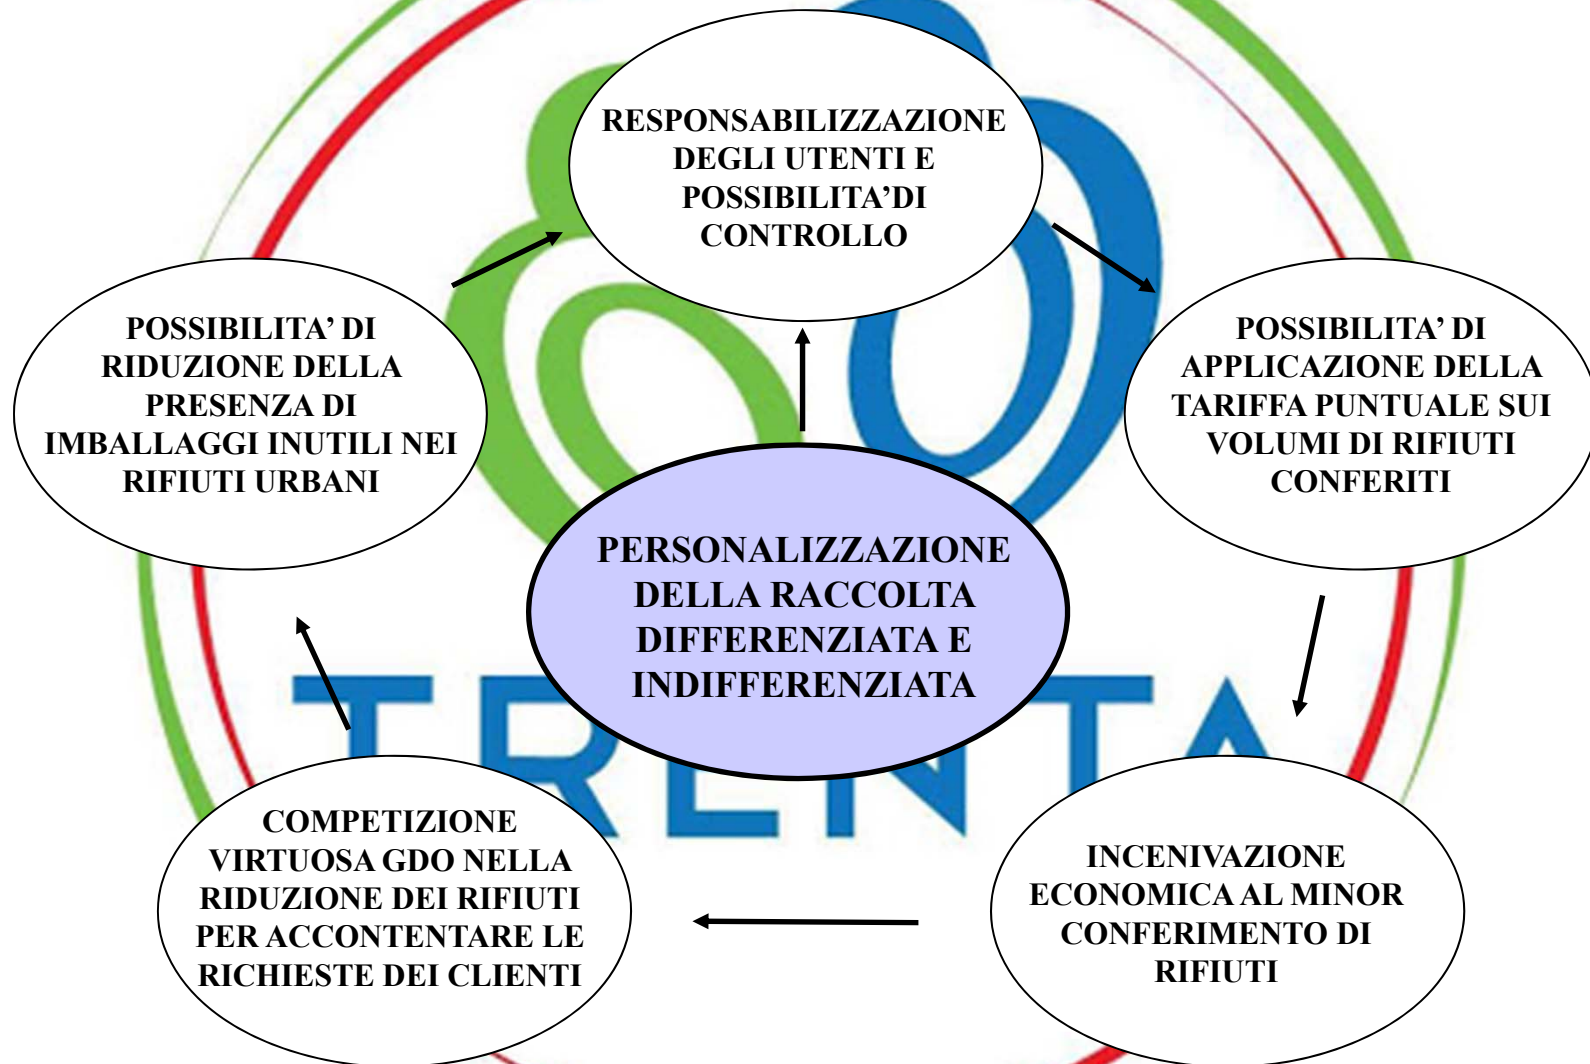 RESPONSABILIZZAZIONE
DEGLI UTENTI E
POSSIBILITA’DI
CONTROLLO
POSSIBILITA’ DI
RIDUZIONE DELLA
PRESENZA DI
IMBALLAGGI INUTILI NEI
RIFIUTI URBANI
POSSIBILITA’ DI
APPLICAZIONE DELLA
TARIFFA PUNTUALE SUI
VOLUMI DI RIFIUTI
CONFERITI
PERSONALIZZAZIONE
DELLA RACCOLTA
DIFFERENZIATA E
INDIFFERENZIATA
TRENTA
COMPETIZIONE
VIRTUOSA GDO NELLA
RIDUZIONE DEI RIFIUTI
PER ACCONTENTARE LE
RICHIESTE DEI CLIENTI
INCENIVAZIONE
ECONOMICA AL MINOR
CONFERIMENTO DI
RIFIUTI